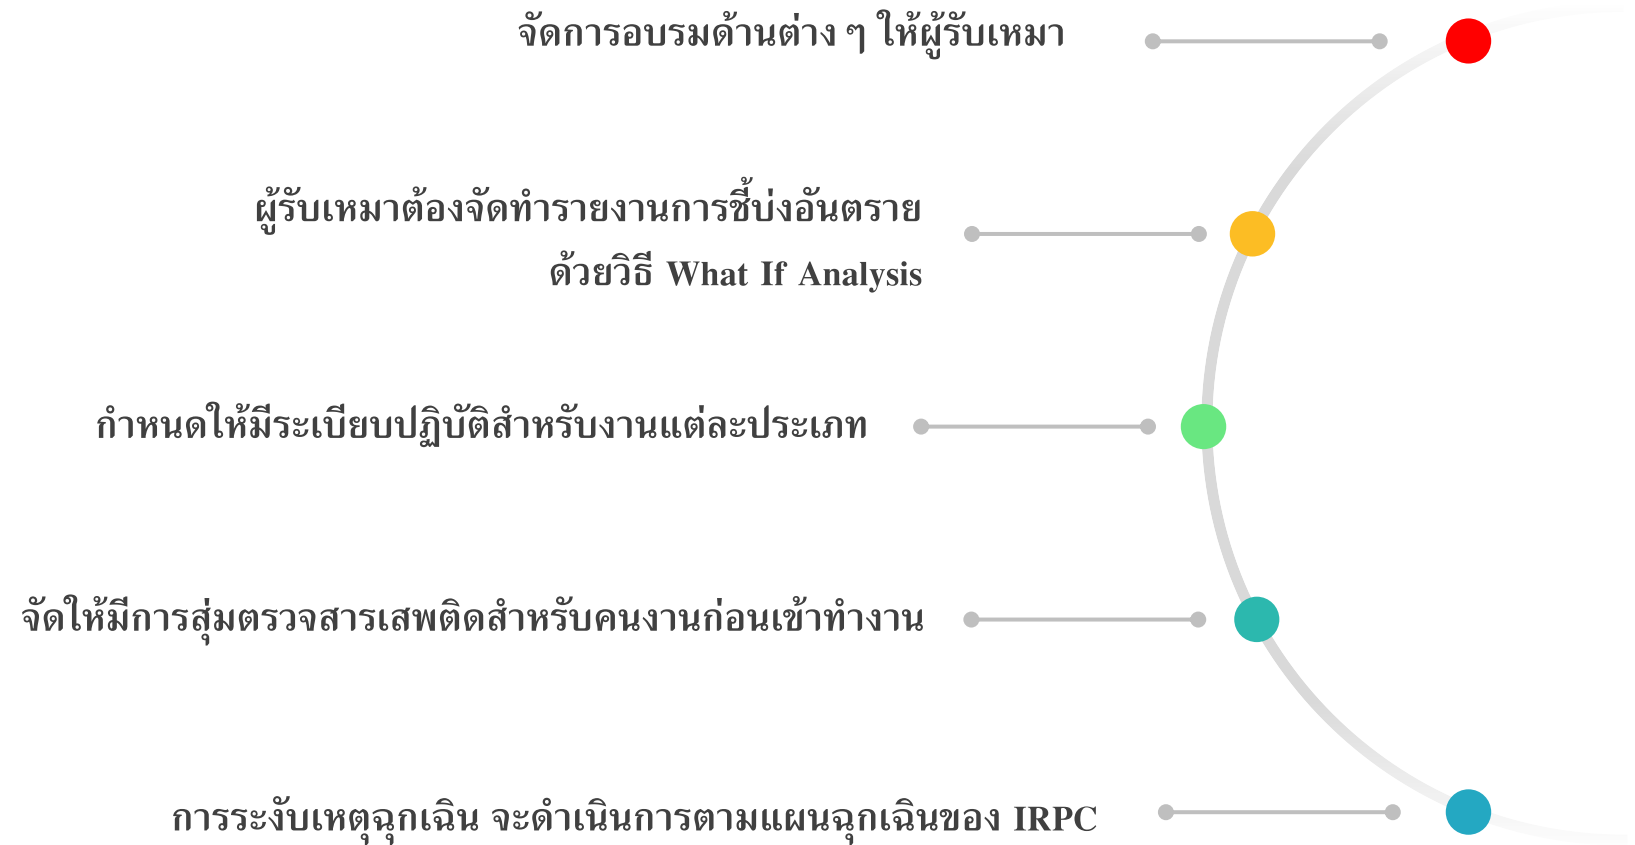 จัดการอบรมด้านต่าง ๆ ให้ผู้รับเหมา
ผู้รับเหมาต้องจัดทำรายงานการชี้บ่งอันตราย
ด้วยวิธี What If Analysis
กำหนดให้มีระเบียบปฏิบัติสำหรับงานแต่ละประเภท
จัดให้มีการสุ่มตรวจสารเสพติดสำหรับคนงานก่อนเข้าทำงาน
การระงับเหตุฉุกเฉิน จะดำเนินการตามแผนฉุกเฉินของ IRPC